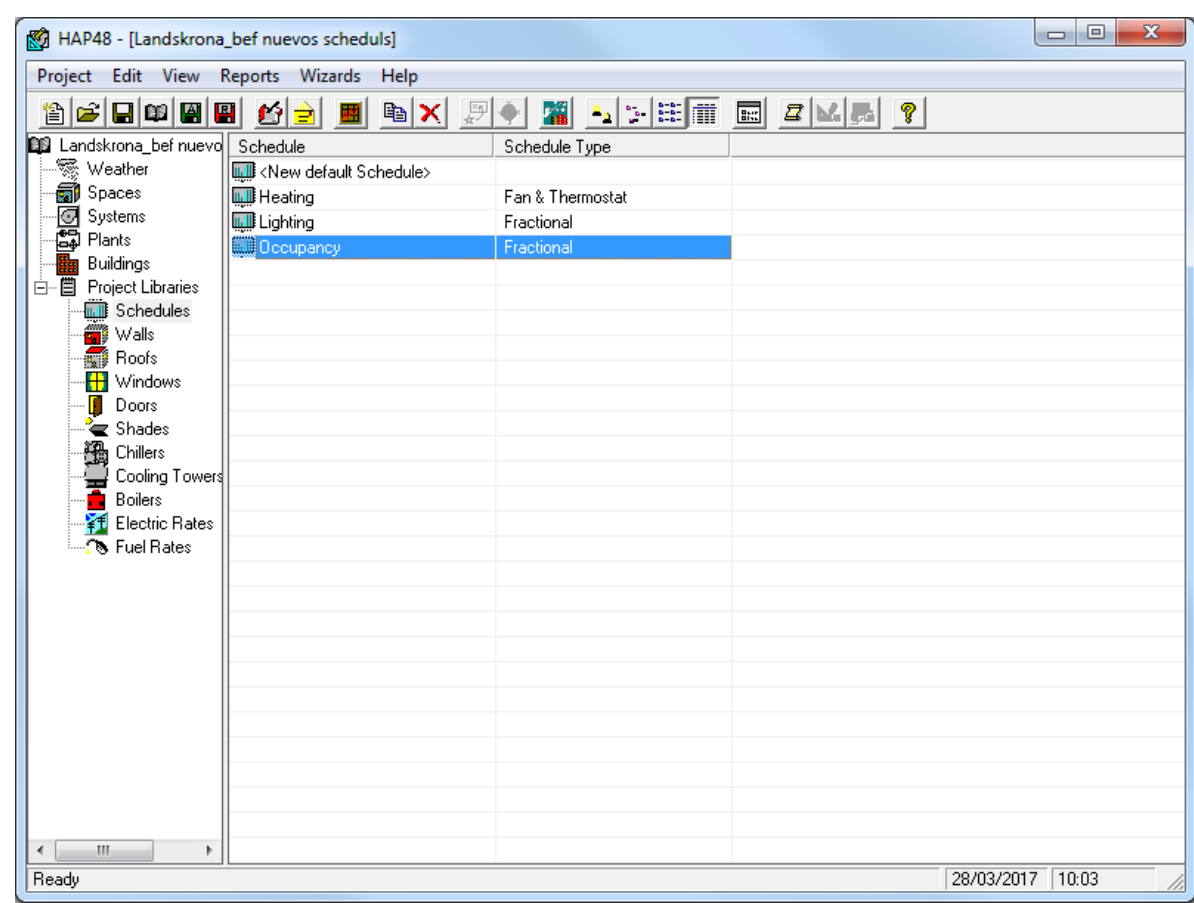 HAP48 - [Landskrona_bef nuevos scheduls]
Project Edit View Reports Wizards Help
Landskrona_bef nuevo
Weather
Spaces
Systems
Plants
Buildings
Project Libraries
Schedules
Walls
Roofs
Windows
Doors
Shades
Chillers
Cooling Towers
Boilers
Electric Rates
Fuel Rates
Schedule Schedule Type
<New default Schedule>
Heating Fan & Thermostat
Lighting Fractional
Occupancy Fractional
Ready 28/03/2017 10:03